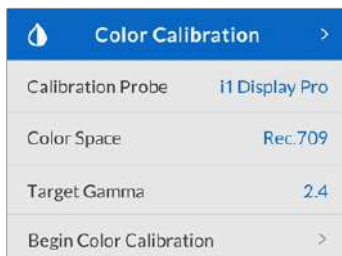 Color Calibration >
Calibration Probe i1 Display Pro
Color Space Rec.709
Target Gamma 2.4
Begin Color Calibration >